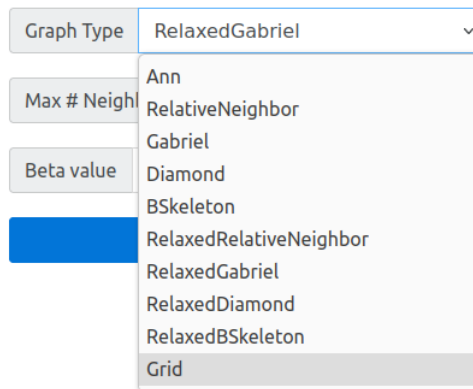 Graph Type RelaxedGabriel
Ann
Max # Neigh
RelativeNeighbor
Gabriel
Beta value
Diamond
BSkeleton
RelaxedRelativeNeighbor
RelaxedGabriel
RelaxedDiamond
RelaxedBSkeleton
Grid